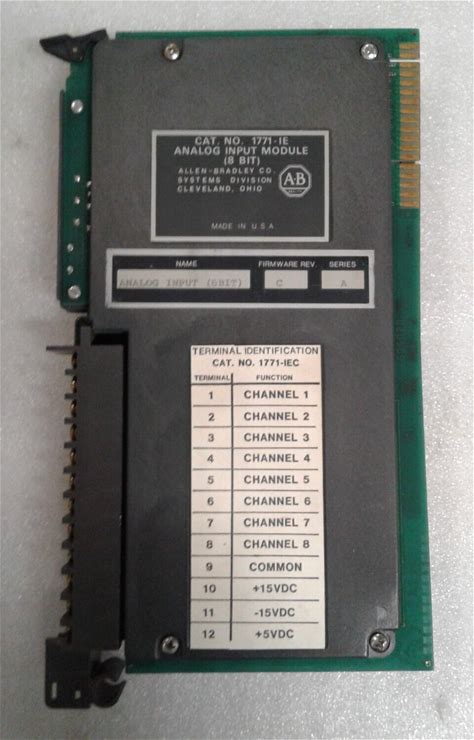 CAT. NO. 1771-IE
ANALOG INPUT MODULE
(8 BIT)
ALLEN-BRADLEY CO.
SYSTEMS DIVISION
CLEVELAND, OHIO
A-B
MADE IN U.S.A.
NAME FIRMWARE REV. SERIES
ANALOG INPUT (8BIT) C A
TERMINAL IDENTIFICATION
CAT. NO. 1771-IEC
TERMINAL FUNCTION
1 CHANNEL 1
2 CHANNEL 2
3 CHANNEL 3
4 CHANNEL 4
5 CHANNEL 5
6 CHANNEL 6
7 CHANNEL 7
8 CHANNEL 8
9 COMMON
10 +15VDC
11 -15VDC
12 +5VDC